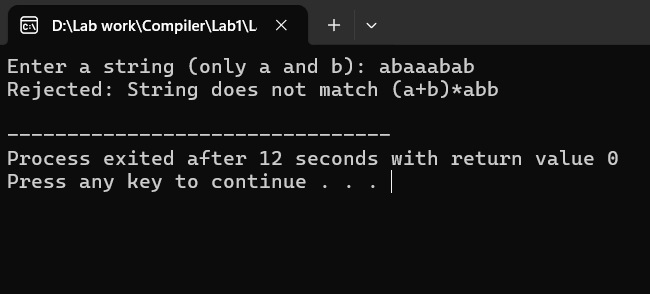 D:\Lab work\Compiler\Lab1\L
Enter a string (only a and b): abaaabab
Rejected: String does not match (a+b)*abb
--------------------------------
Process exited after 12 seconds with return value 0
Press any key to continue . . .